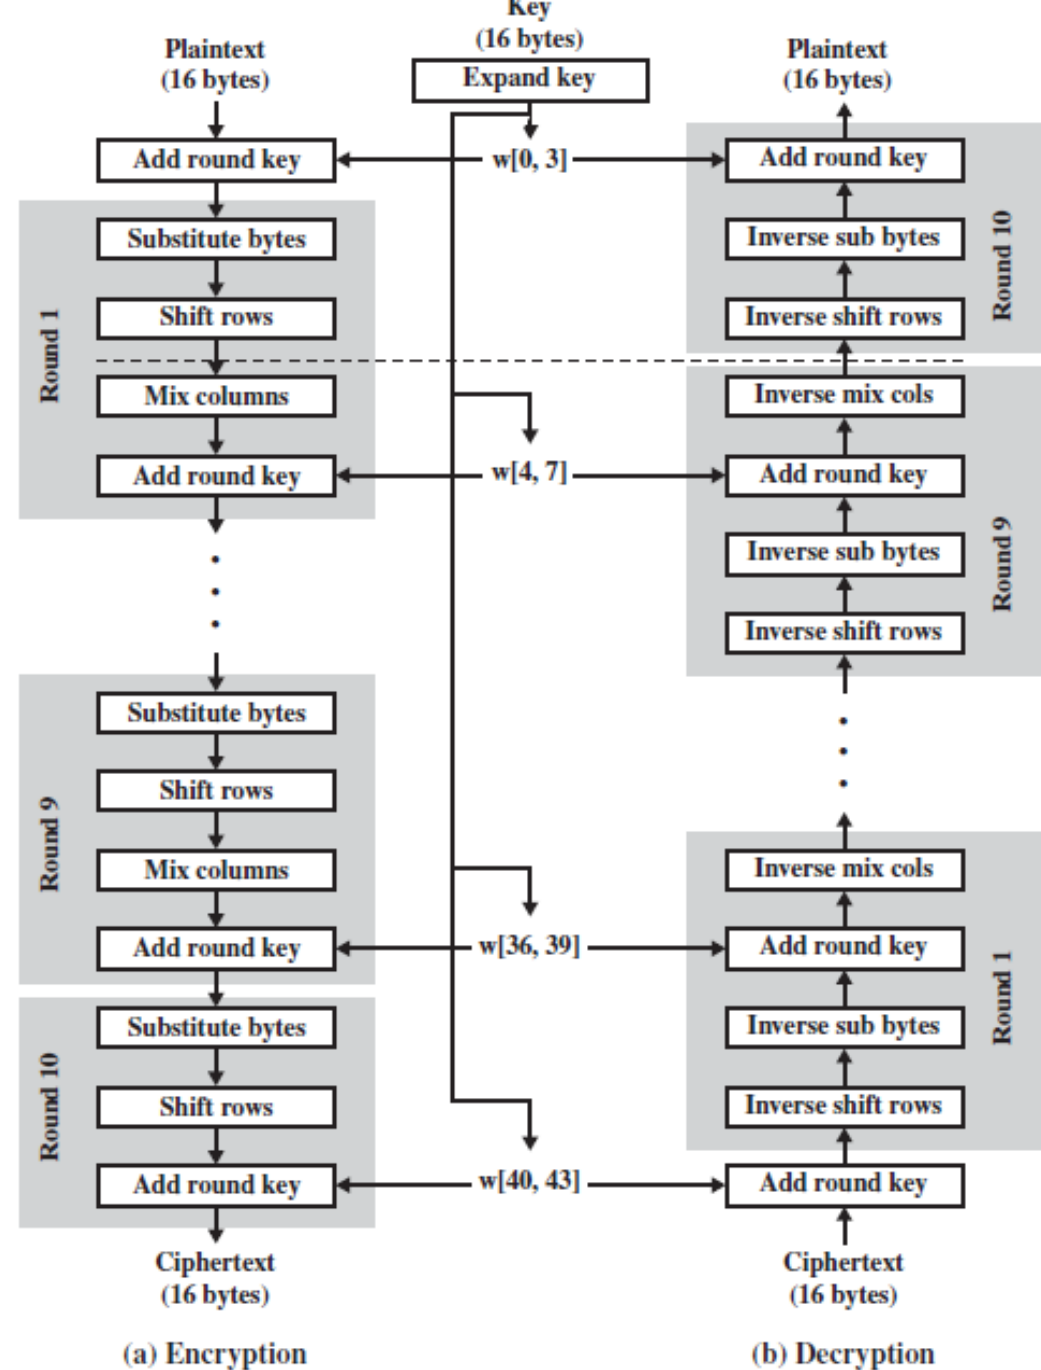 Key
(16 bytes)
Expand key
Plaintext
(16 bytes)
Add round key
Round 1
Substitute bytes
Shift rows
Mix columns
Add round key
.
.
.
Round 9
Substitute bytes
Shift rows
Mix columns
Add round key
Round 10
Substitute bytes
Shift rows
Add round key
Ciphertext
(16 bytes)
(a) Encryption
w[0, 3]
w[4, 7]
w[36, 39]
w[40, 43]
Plaintext
(16 bytes)
Add round key
Inverse sub bytes
Inverse shift rows
Round 10
Inverse mix cols
Add round key
Inverse sub bytes
Inverse shift rows
Round 9
.
.
.
Inverse mix cols
Add round key
Inverse sub bytes
Inverse shift rows
Round 1
Add round key
Ciphertext
(16 bytes)
(b) Decryption